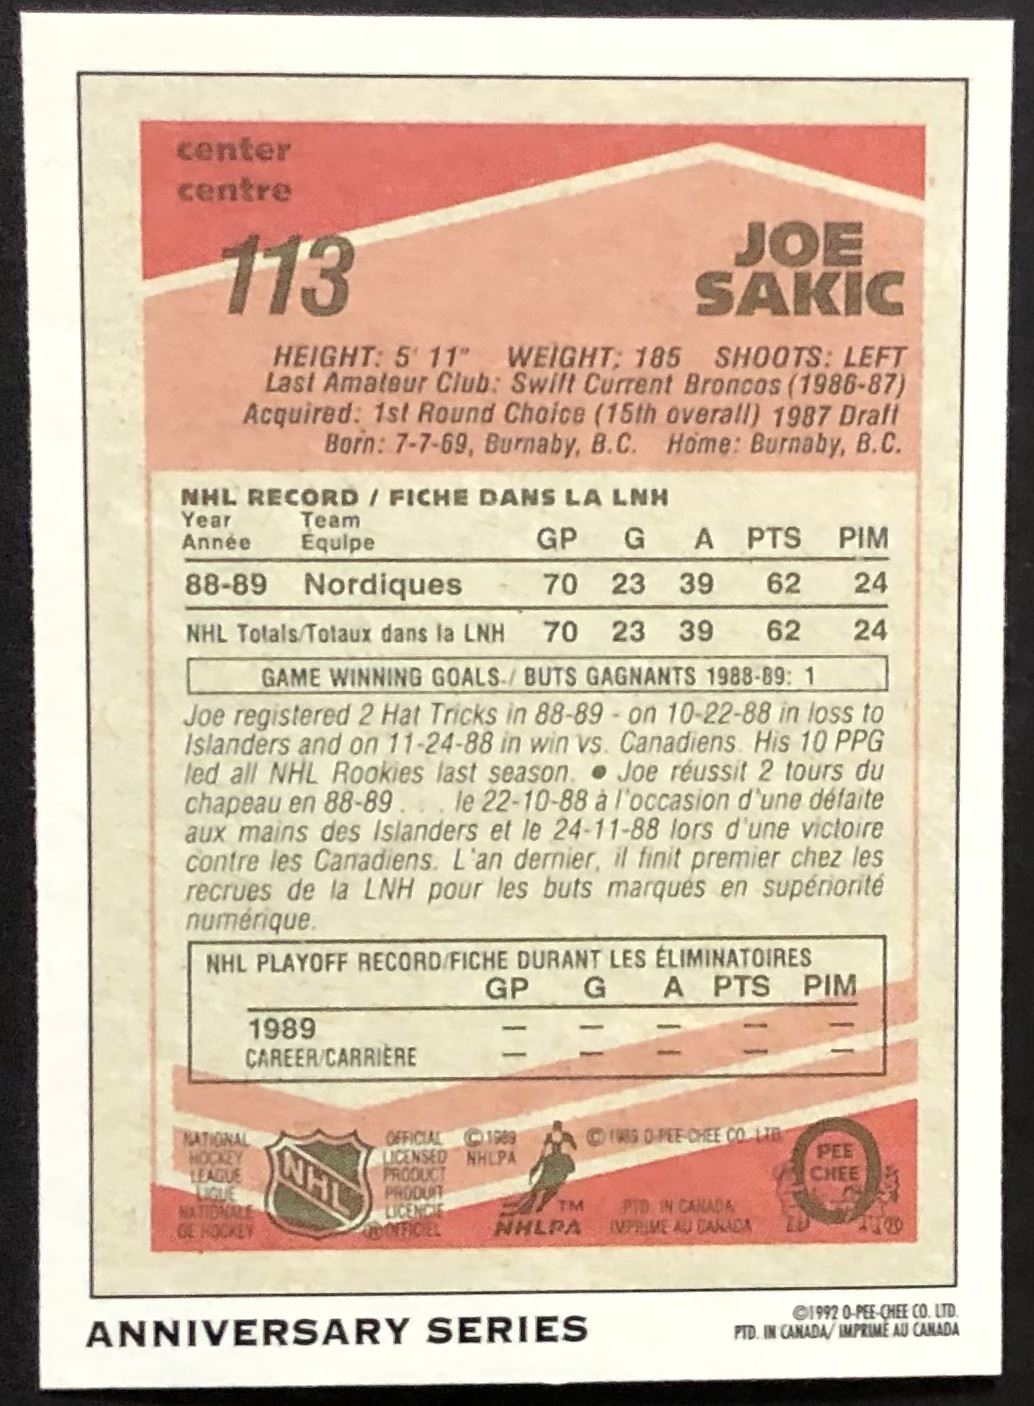 center
centre
113
JOE
SAKIC
HEIGHT: 5' 11" WEIGHT: 185 SHOOTS: LEFT
Last Amateur Club: Swift Current Broncos (1986-87)
Acquired: 1st Round Choice (15th overall) 1987 Draft
Born: 7-7-69, Burnaby, B.C. Home: Burnaby, B.C.
NHL RECORD / FICHE DANS LA LNH
Year Team
Année Équipe GP G A PTS PIM
88-89 Nordiques 70 23 39 62 24
NHL Totals/Totaux dans la LNH 70 23 39 62 24
GAME WINNING GOALS / BUTS GAGNANTS 1988-89: 1
Joe registered 2 Hat Tricks in 88-89 - on 10-22-88 in loss to
Islanders and on 11-24-88 in win vs. Canadiens. His 10 PPG
led all NHL Rookies last season. ● Joe réussit 2 tours du
chapeau en 88-89 . . . le 22-10-88 à l'occasion d'une défaite
aux mains des Islanders et le 24-11-88 lors d'une victoire
contre les Canadiens. L'an dernier, il finit premier chez les
recrues de la LNH pour les buts marqués en supériorité
numérique.
NHL PLAYOFF RECORD/FICHE DURANT LES ÉLIMINATOIRES
GP G A PTS PIM
1989 — — — — —
CAREER/CARRIÈRE — — — — —
NATIONAL
HOCKEY
LEAGUE
LIGUE
NATIONALE
DE HOCKEY
NHL
®
OFFICIAL
LICENSED
PRODUCT
PRODUIT
LICENCIÉ
OFFICIEL
©1989
NHLPA
TM
NHLPA
©1989 O-PEE-CHEE CO. LTD.
PTD. IN CANADA
IMPRIMÉ AU CANADA
O
PEE
CHEE
®
ANNIVERSARY SERIES
©1992 O-PEE-CHEE CO. LTD.
PTD. IN CANADA/ IMPRIMÉ AU CANADA